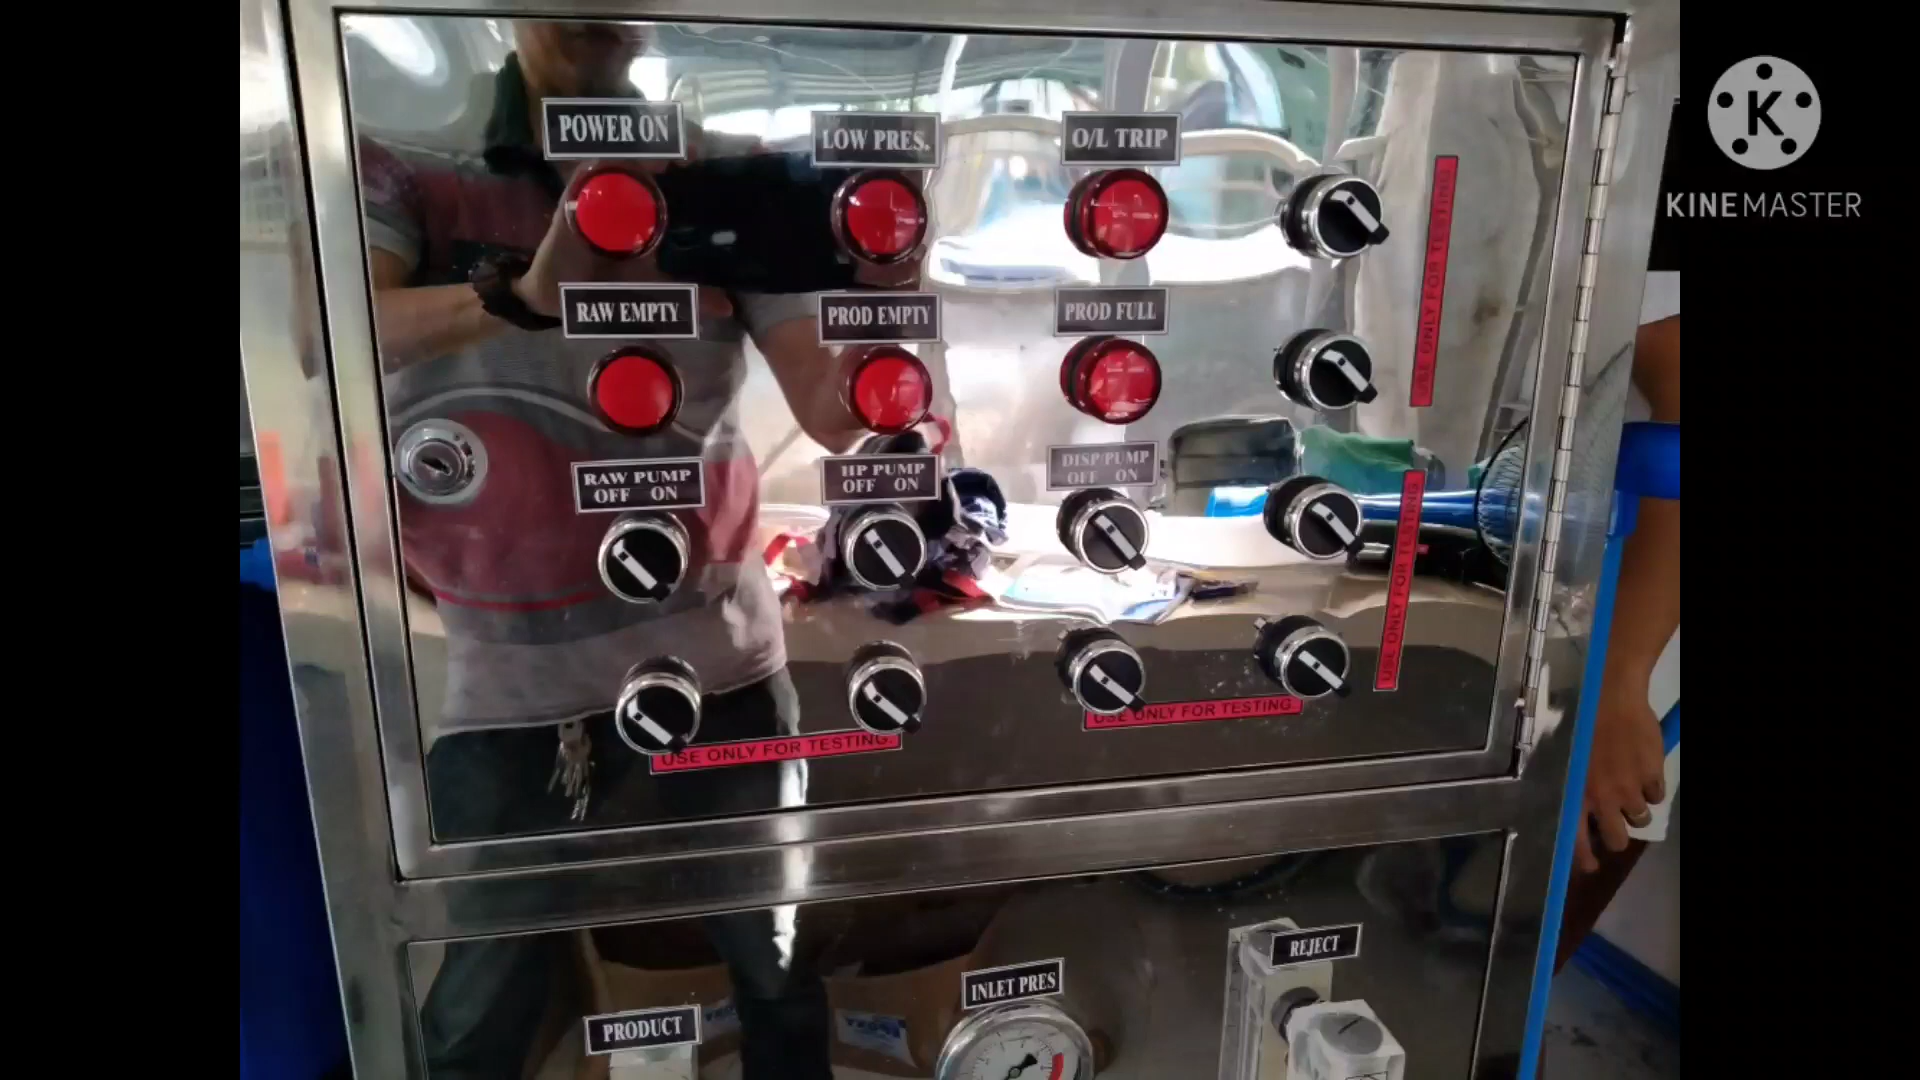 POWER ON
LOW PRES.
O/L TRIP
KINEMASTER
RAW EMPTY
PROD EMPTY
PROD FULL
USE ONLY FOR TESTING
RAW PUMP
OFF ON
HP PUMP
OFF ON
DISP/PUMP
OFF ON
USE ONLY FOR TESTING
USE ONLY FOR TESTING.
USE ONLY FOR TESTING.
REJECT
INLET PRES
PRODUCT